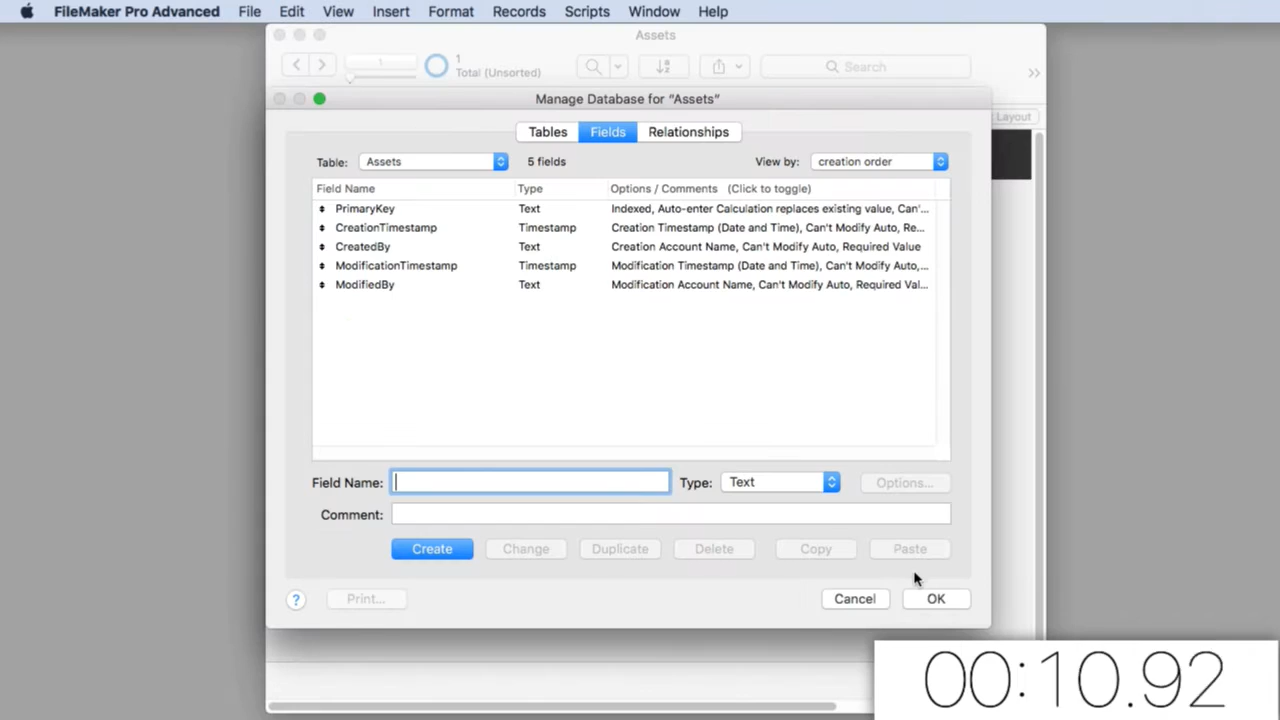 FileMaker Pro Advanced File Edit View Insert Format Records Scripts Window Help
Assets
1
1
Total (Unsorted)
Search
Layout
Manage Database for “Assets”
Tables Fields Relationships
Table: Assets 5 fields View by: creation order
Field Name Type Options / Comments (Click to toggle)
PrimaryKey Text Indexed, Auto-enter Calculation replaces existing value, Can'...
CreationTimestamp Timestamp Creation Timestamp (Date and Time), Can't Modify Auto, Re...
CreatedBy Text Creation Account Name, Can't Modify Auto, Required Value
ModificationTimestamp Timestamp Modification Timestamp (Date and Time), Can't Modify Auto,...
ModifiedBy Text Modification Account Name, Can't Modify Auto, Required Val...
Field Name: Type: Text Options...
Comment:
Create Change Duplicate Delete Copy Paste
? Print... Cancel OK
00:10.92